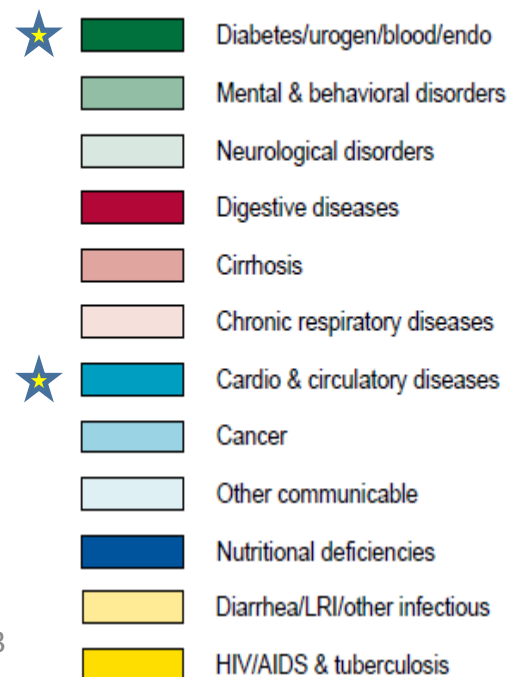 Diabetes/urogen/blood/endo
Mental & behavioral disorders
Neurological disorders
Digestive diseases
Cirrhosis
Chronic respiratory diseases
Cardio & circulatory diseases
Cancer
Other communicable
Nutritional deficiencies
Diarrhea/LRI/other infectious
3
HIV/AIDS & tuberculosis